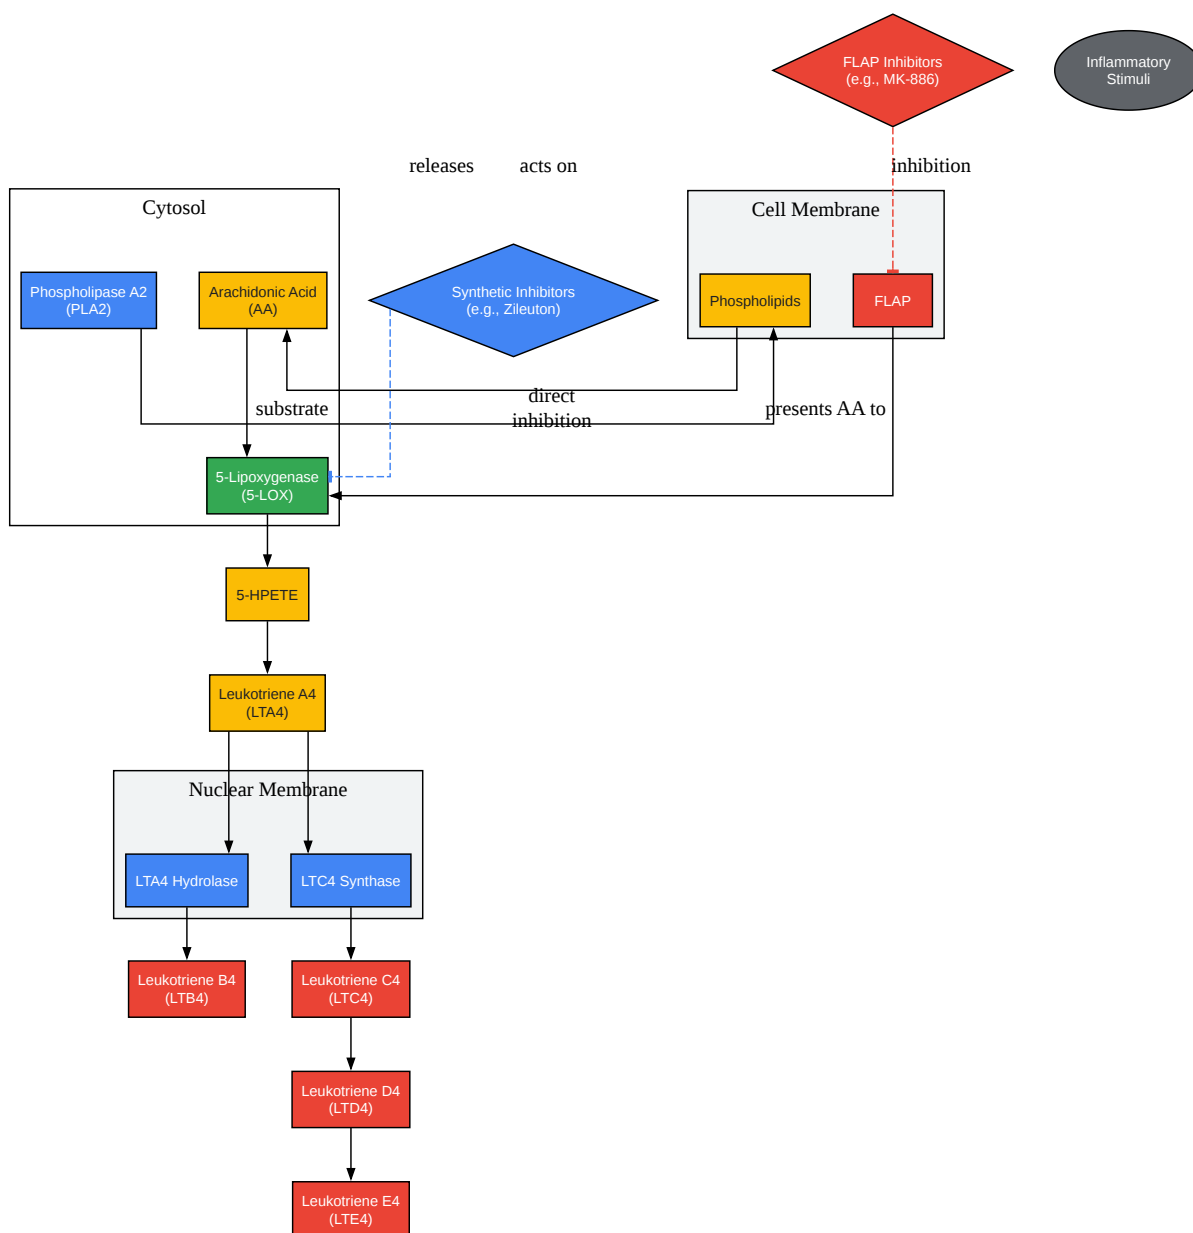 FLAP Inhibitors
(e.g., MK-886)
Inflammatory
Stimuli
releases
acts on
inhibition
Cytosol
Cell Membrane
Phospholipase A2
(PLA2)
Arachidonic Acid
(AA)
Synthetic Inhibitors
(e.g., Zileuton)
Phospholipids
FLAP
substrate
direct
inhibition
presents AA to
5-Lipoxygenase
(5-LOX)
5-HPETE
Leukotriene A4
(LTA4)
Nuclear Membrane
LTA4 Hydrolase
LTC4 Synthase
Leukotriene B4
(LTB4)
Leukotriene C4
(LTC4)
Leukotriene D4
(LTD4)
Leukotriene E4
(LTE4)